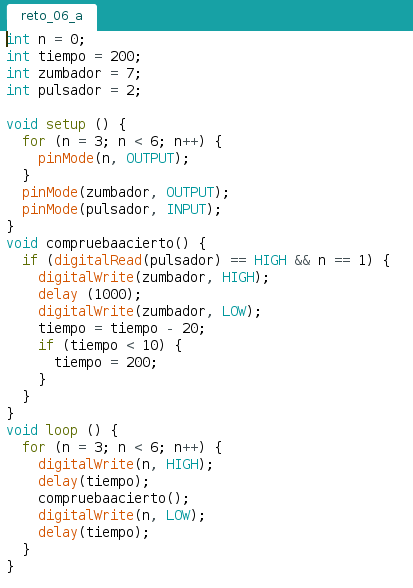 reto_06_a
int n = 0;
int tiempo = 200;
int zumbador = 7;
int pulsador = 2;

void setup () {
  for (n = 3; n < 6; n++) {
    pinMode(n, OUTPUT);
  }
  pinMode(zumbador, OUTPUT);
  pinMode(pulsador, INPUT);
}
void compruebaacierto() {
  if (digitalRead(pulsador) == HIGH && n == 1) {
    digitalWrite(zumbador, HIGH);
    delay (1000);
    digitalWrite(zumbador, LOW);
    tiempo = tiempo - 20;
    if (tiempo < 10) {
      tiempo = 200;
    }
  }
}
void loop () {
  for (n = 3; n < 6; n++) {
    digitalWrite(n, HIGH);
    delay(tiempo);
    compruebaacierto();
    digitalWrite(n, LOW);
    delay(tiempo);
  }
}